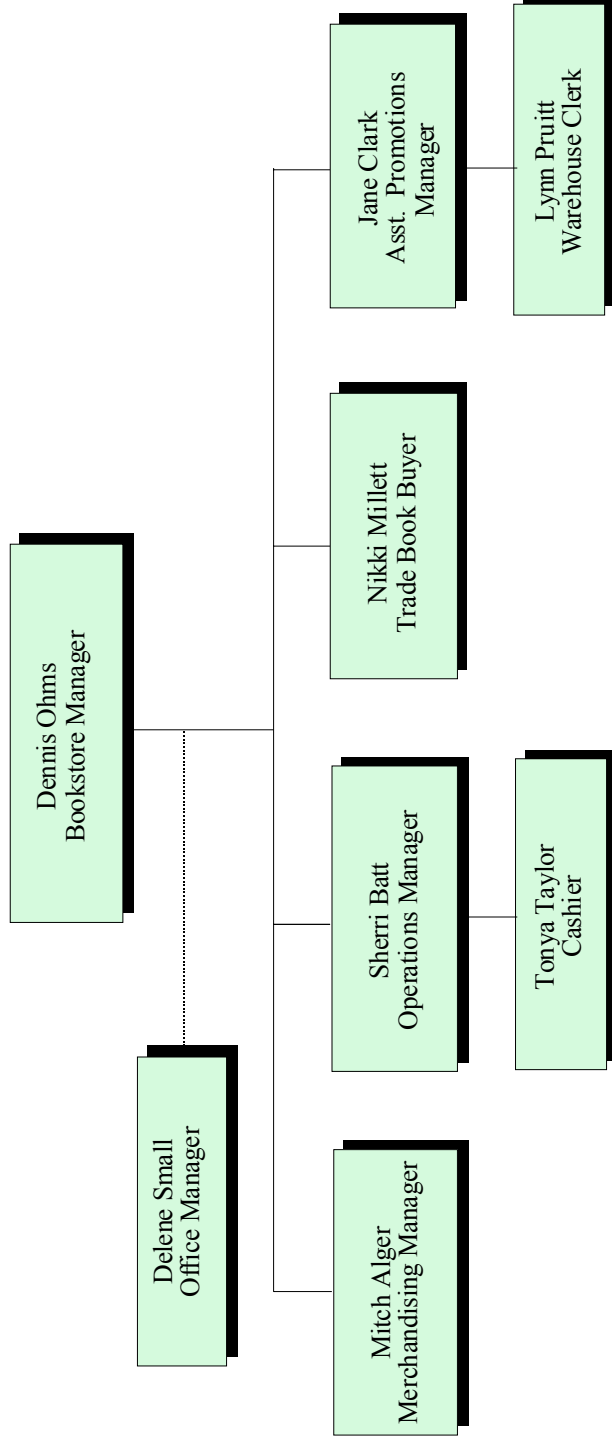 Dennis Ohms
Bookstore Manager
Delene Small
Office Manager
Mitch Alger
Merchandising Manager
Sherri Batt
Operations Manager
Nikki Millett
Trade Book Buyer
Jane Clark
Asst. Promotions
Manager
Tonya Taylor
Cashier
Lynn Pruitt
Warehouse Clerk